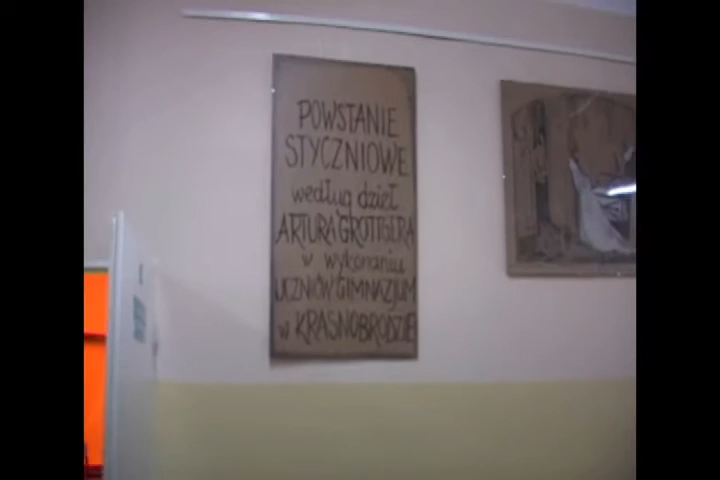 POWSTANIE
STYCZNIOWE
według dzieł
ARTURA GROTTGERA
w wykonaniu
UCZNIÓW GIMNAZJUM
w KRASNOBRODZIE